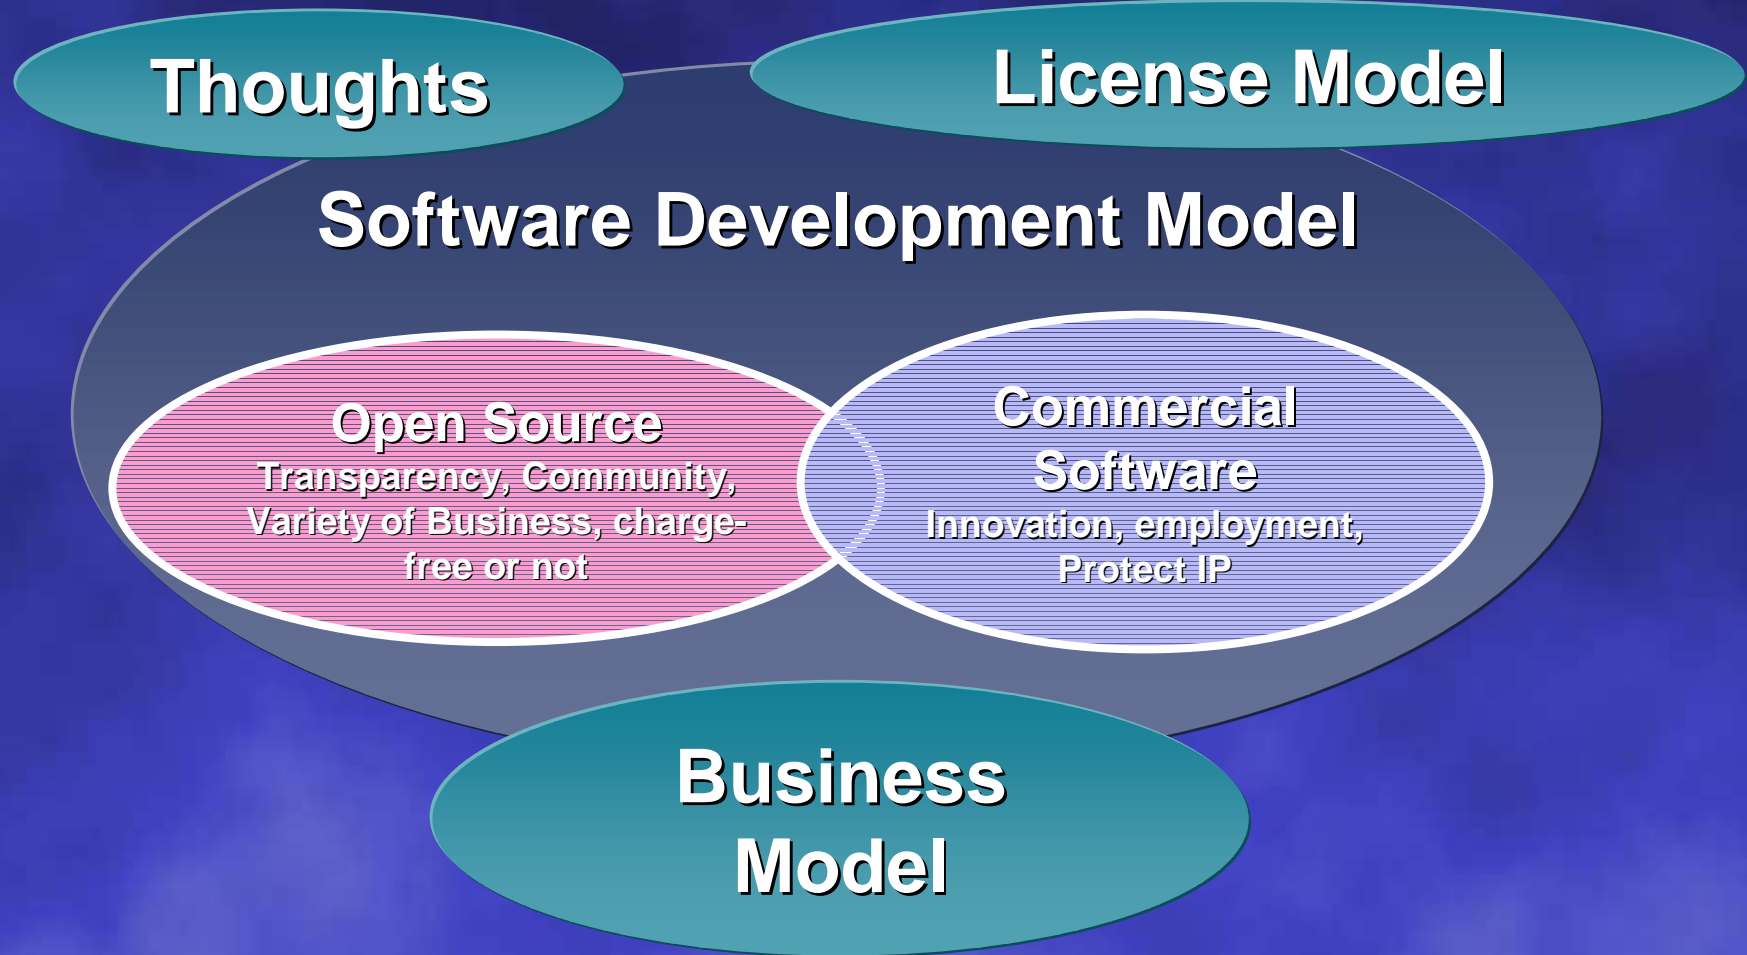 Thoughts
License Model
Software Development Model
Open Source
Transparency, Community,
Variety of Business, charge-
free or not
Commercial
Software
Innovation, employment,
Protect IP
Business
Model